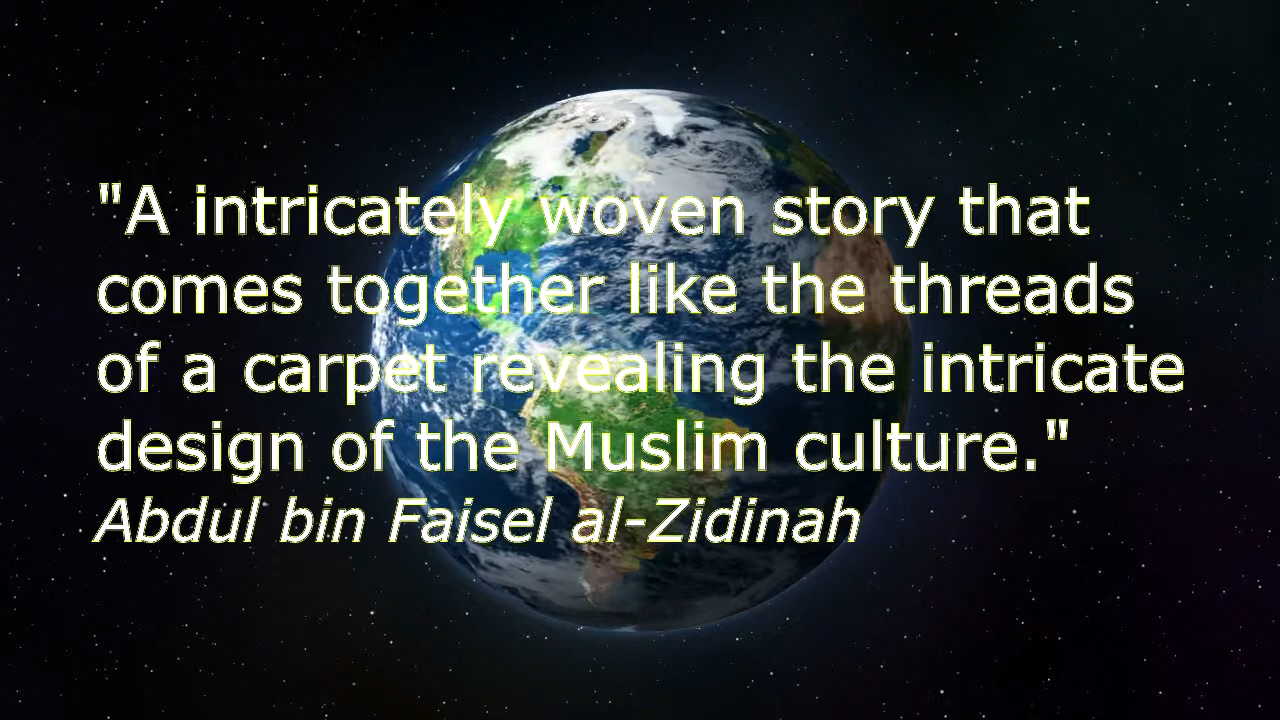 "A intricately woven story that
comes together like the threads
of a carpet revealing the intricate
design of the Muslim culture."
Abdul bin Faisel al-Zidinah